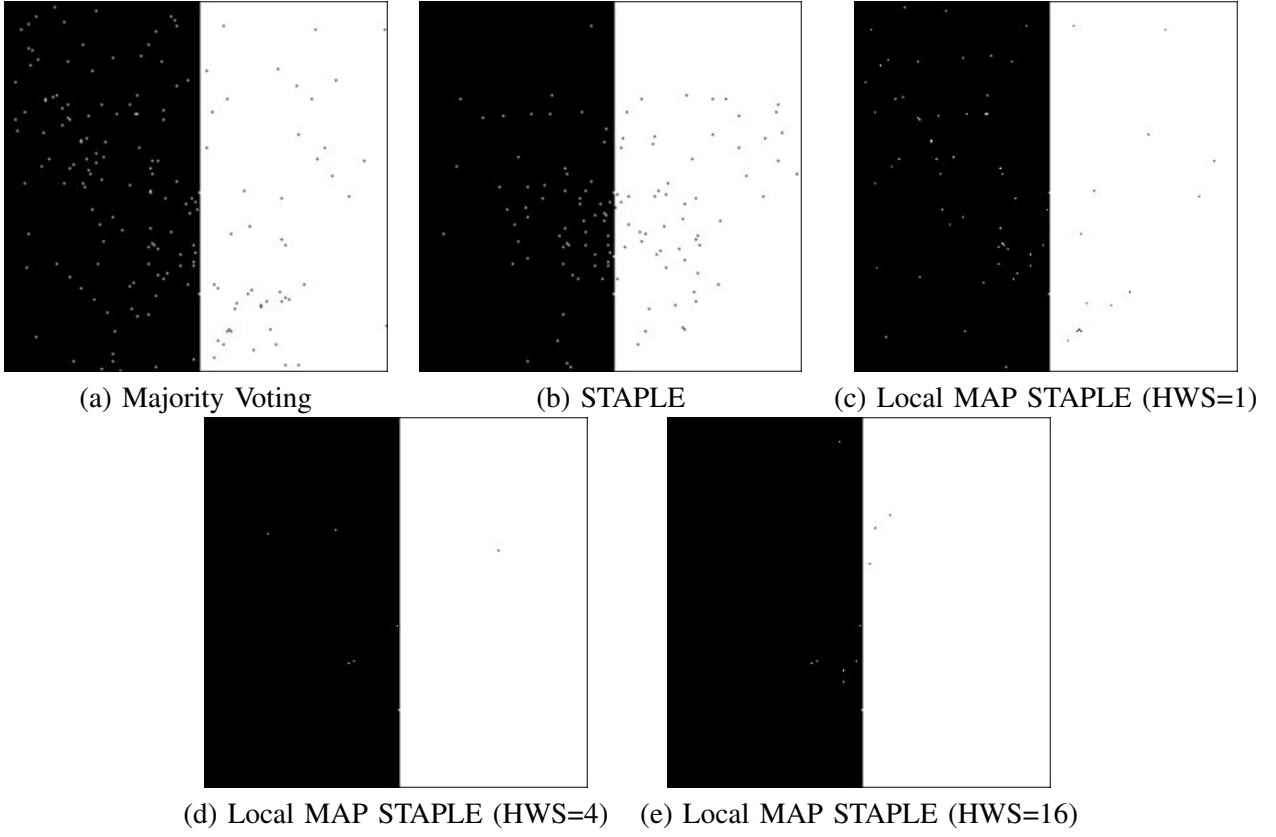 (a) Majority Voting
(b) STAPLE
(c) Local MAP STAPLE (HWS=1)
(d) Local MAP STAPLE (HWS=4)
(e) Local MAP STAPLE (HWS=16)